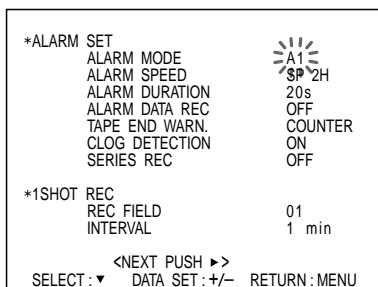 *ALARM SET
ALARM MODE A1
ALARM SPEED SP 2H
ALARM DURATION 20s
ALARM DATA REC OFF
TAPE END WARN. COUNTER
CLOG DETECTION ON
SERIES REC OFF
*1SHOT REC
REC FIELD 01
INTERVAL 1 min
<NEXT PUSH ►>
SELECT : ▼ DATA SET : +/− RETURN : MENU